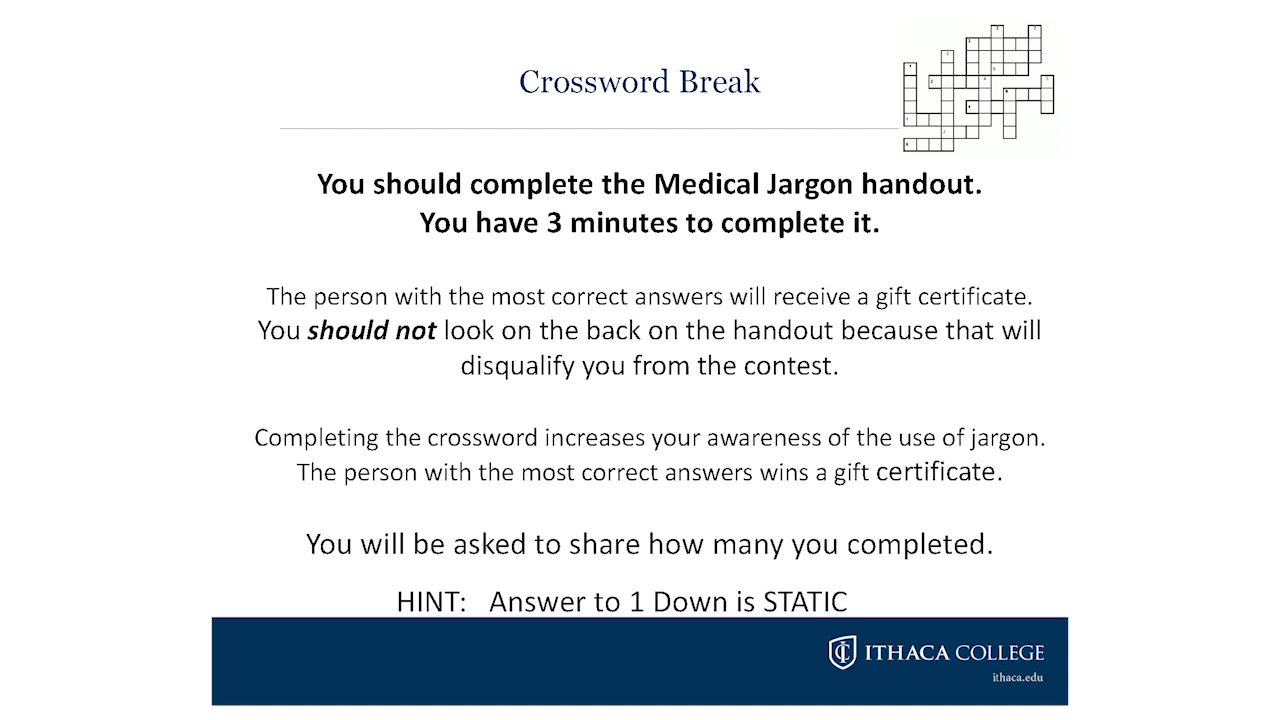 Crossword Break
You should complete the Medical Jargon handout.
You have 3 minutes to complete it.
The person with the most correct answers will receive a gift certificate.
You should not look on the back on the handout because that will
disqualify you from the contest.
Completing the crossword increases your awareness of the use of jargon.
The person with the most correct answers wins a gift certificate.
You will be asked to share how many you completed.
HINT: Answer to 1 Down is STATIC
ITHACA COLLEGE
ithaca.edu